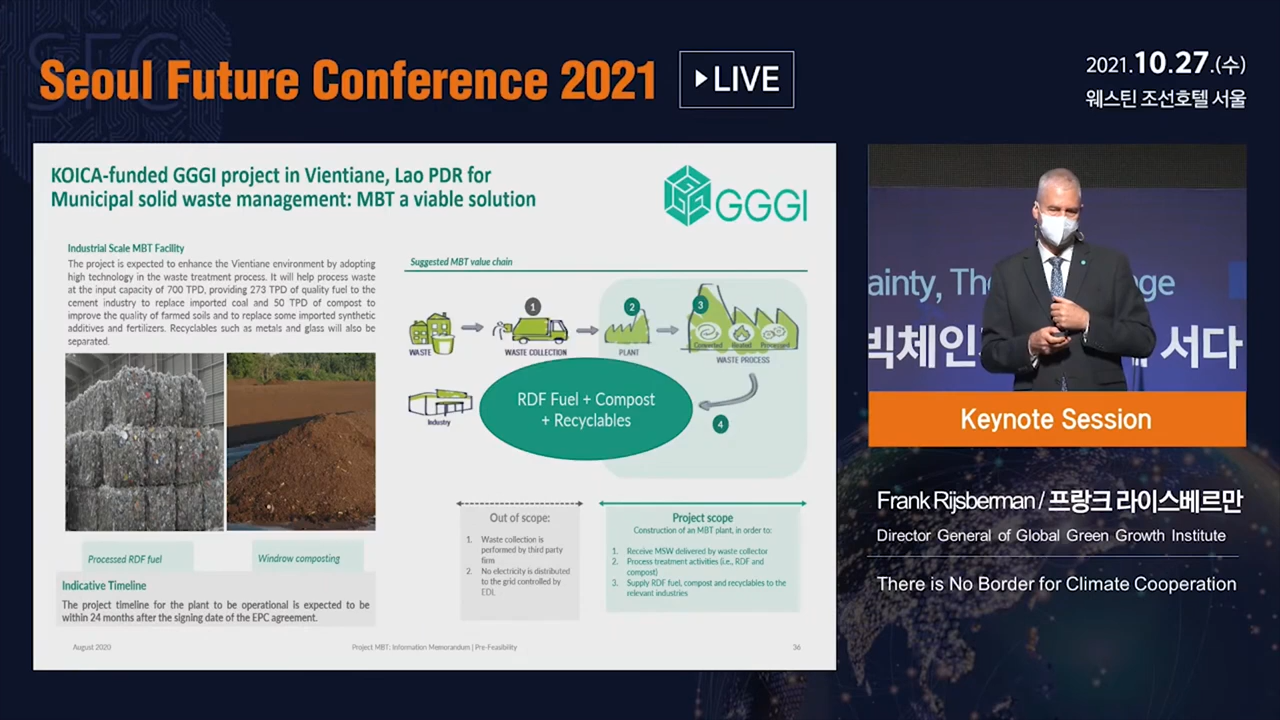 Seoul Future Conference 2021
LIVE
2021.10.27.(수)
웨스틴 조선호텔 서울
KOICA-funded GGGI project in Vientiane, Lao PDR for
Municipal solid waste management: MBT a viable solution
GGGI
Industrial Scale MBT Facility
The project is expected to enhance the Vientiane environment by adopting
high technology in the waste treatment process. It will help process waste
at the input capacity of 700 TPD, providing 273 TPD of quality fuel to the
cement industry to replace imported coal and 50 TPD of compost to
improve the quality of farmed soils and to replace some imported synthetic
additives and fertilizers. Recyclables such as metals and glass will also be
separated.
Processed RDF fuel
Windrow composting
Indicative Timeline
The project timeline for the plant to be operational is expected to be
within 24 months after the signing date of the EPC agreement.
Suggested MBT value chain
1
2
3
WASTE
WASTE COLLECTION
PLANT
Converted
Heated
Processed
WASTE PROCESS
Industry
RDF Fuel + Compost
+ Recyclables
4
Out of scope:
1. Waste collection is
performed by third party
firm
2. No electricity is distributed
to the grid controlled by
EDL
Project scope
Construction of an MBT plant, in order to:
1. Receive MSW delivered by waste collector
2. Process treatment activities (i.e., RDF and
compost)
3. Supply RDF fuel, compost and recyclables to the
relevant industries
August 2020
Project MBT: Information Memorandum | Pre-Feasibility
36
ainty, The
ge
빅체인
서다
Keynote Session
Frank Rijsberman / 프랑크 라이스베르만
Director General of Global Green Growth Institute
There is No Border for Climate Cooperation